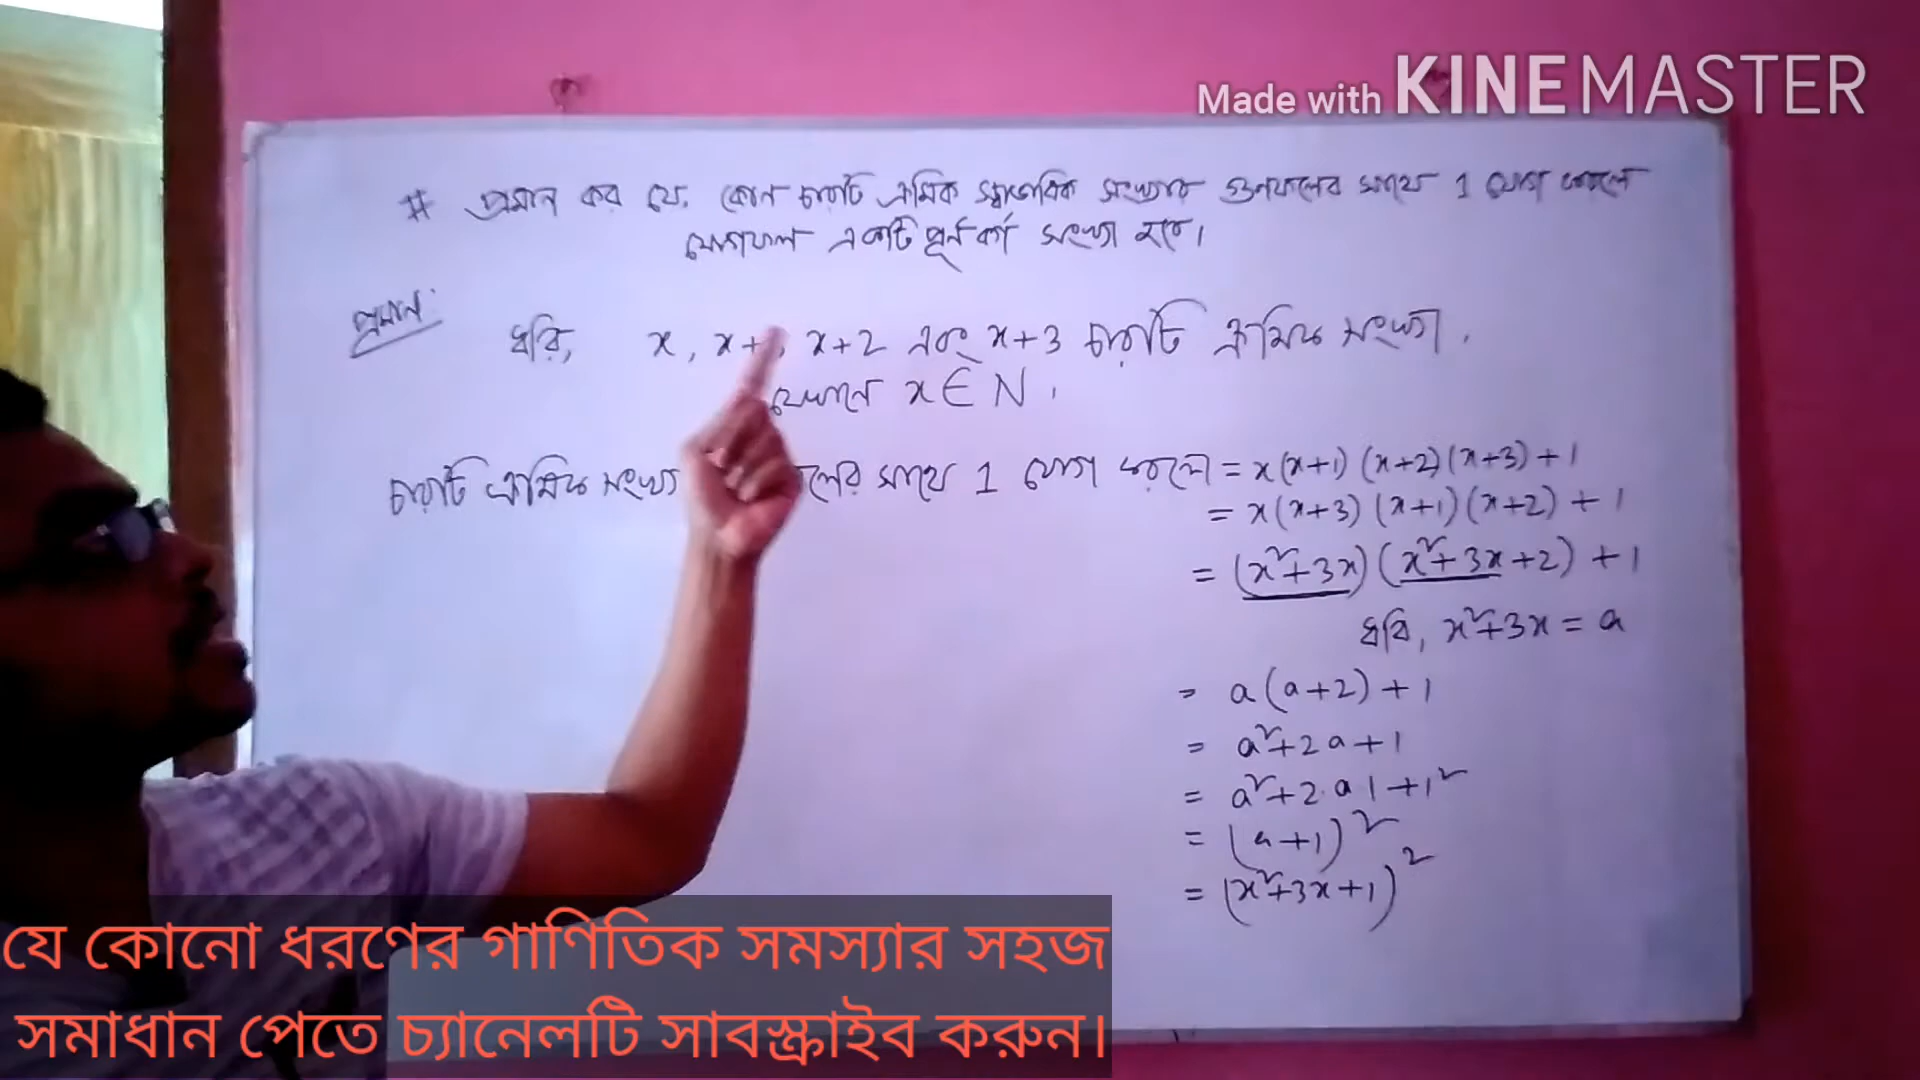 Made with KINEMASTER
# প্রমান কর যে, কোন চারটি ক্রমিক স্বাভাবিক সংখ্যার গুনফলের সাথে 1 যোগ করলে
যোগফল একটি পূর্নবর্গ সংখ্যা হবে।
প্রমান:
ধরি, x, x+1, x+2 এবং x+3 চারটি ক্রমিক সংখ্যা,
যেখানে x ∈ N,
চারটি ক্রমিক সংখ্যা লের সাথে 1 যোগ করলে = x(x+1) (x+2) (x+3) + 1
= x(x+3) (x+1) (x+2) + 1
= (x²+3x) (x²+3x+2) + 1
ধরি, x²+3x = a
= a(a+2) + 1
= a²+2a+1
= a²+2.a 1+1²
= (a+1)²
= (x²+3x+1)²
যে কোনো ধরণের গাণিতিক সমস্যার সহজ
সমাধান পেতে চ্যানেলটি সাবস্ক্রাইব করুন।